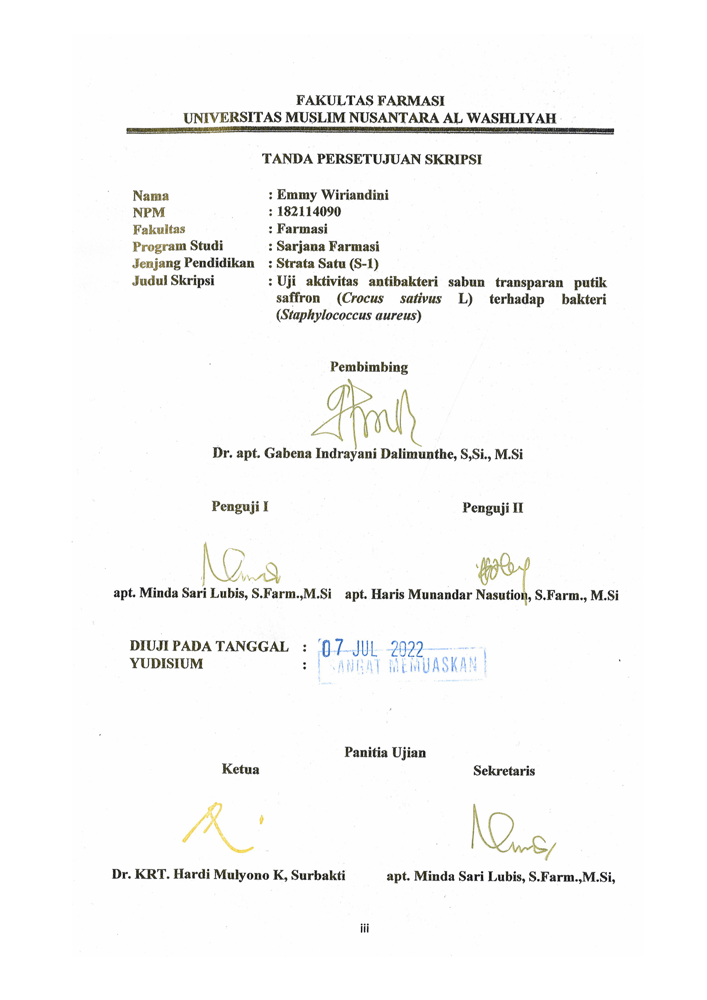 FAKULTAS FARMASI
UNIVERSITAS MUSLIM NUSANTARA AL WASHLIYAH
TANDA PERSETUJUAN SKRIPSI
Nama : Emmy Wiriandini
NPM : 182114090
Fakultas : Farmasi
Program Studi : Sarjana Farmasi
Jenjang Pendidikan : Strata Satu (S-1)
Judul Skripsi : Uji aktivitas antibakteri sabun transparan putik
saffron (Crocus sativus L) terhadap bakteri
(Staphylococcus aureus)
Pembimbing
Dr. apt. Gabena Indrayani Dalimunthe, S,Si., M.Si
Penguji I Penguji II
apt. Minda Sari Lubis, S.Farm.,M.Si apt. Haris Munandar Nasution, S.Farm., M.Si
DIUJI PADA TANGGAL : 07 JUL 2022
YUDISIUM : SANGAT MEMUASKAN
Panitia Ujian
Ketua Sekretaris
Dr. KRT. Hardi Mulyono K, Surbakti apt. Minda Sari Lubis, S.Farm.,M.Si,
iii